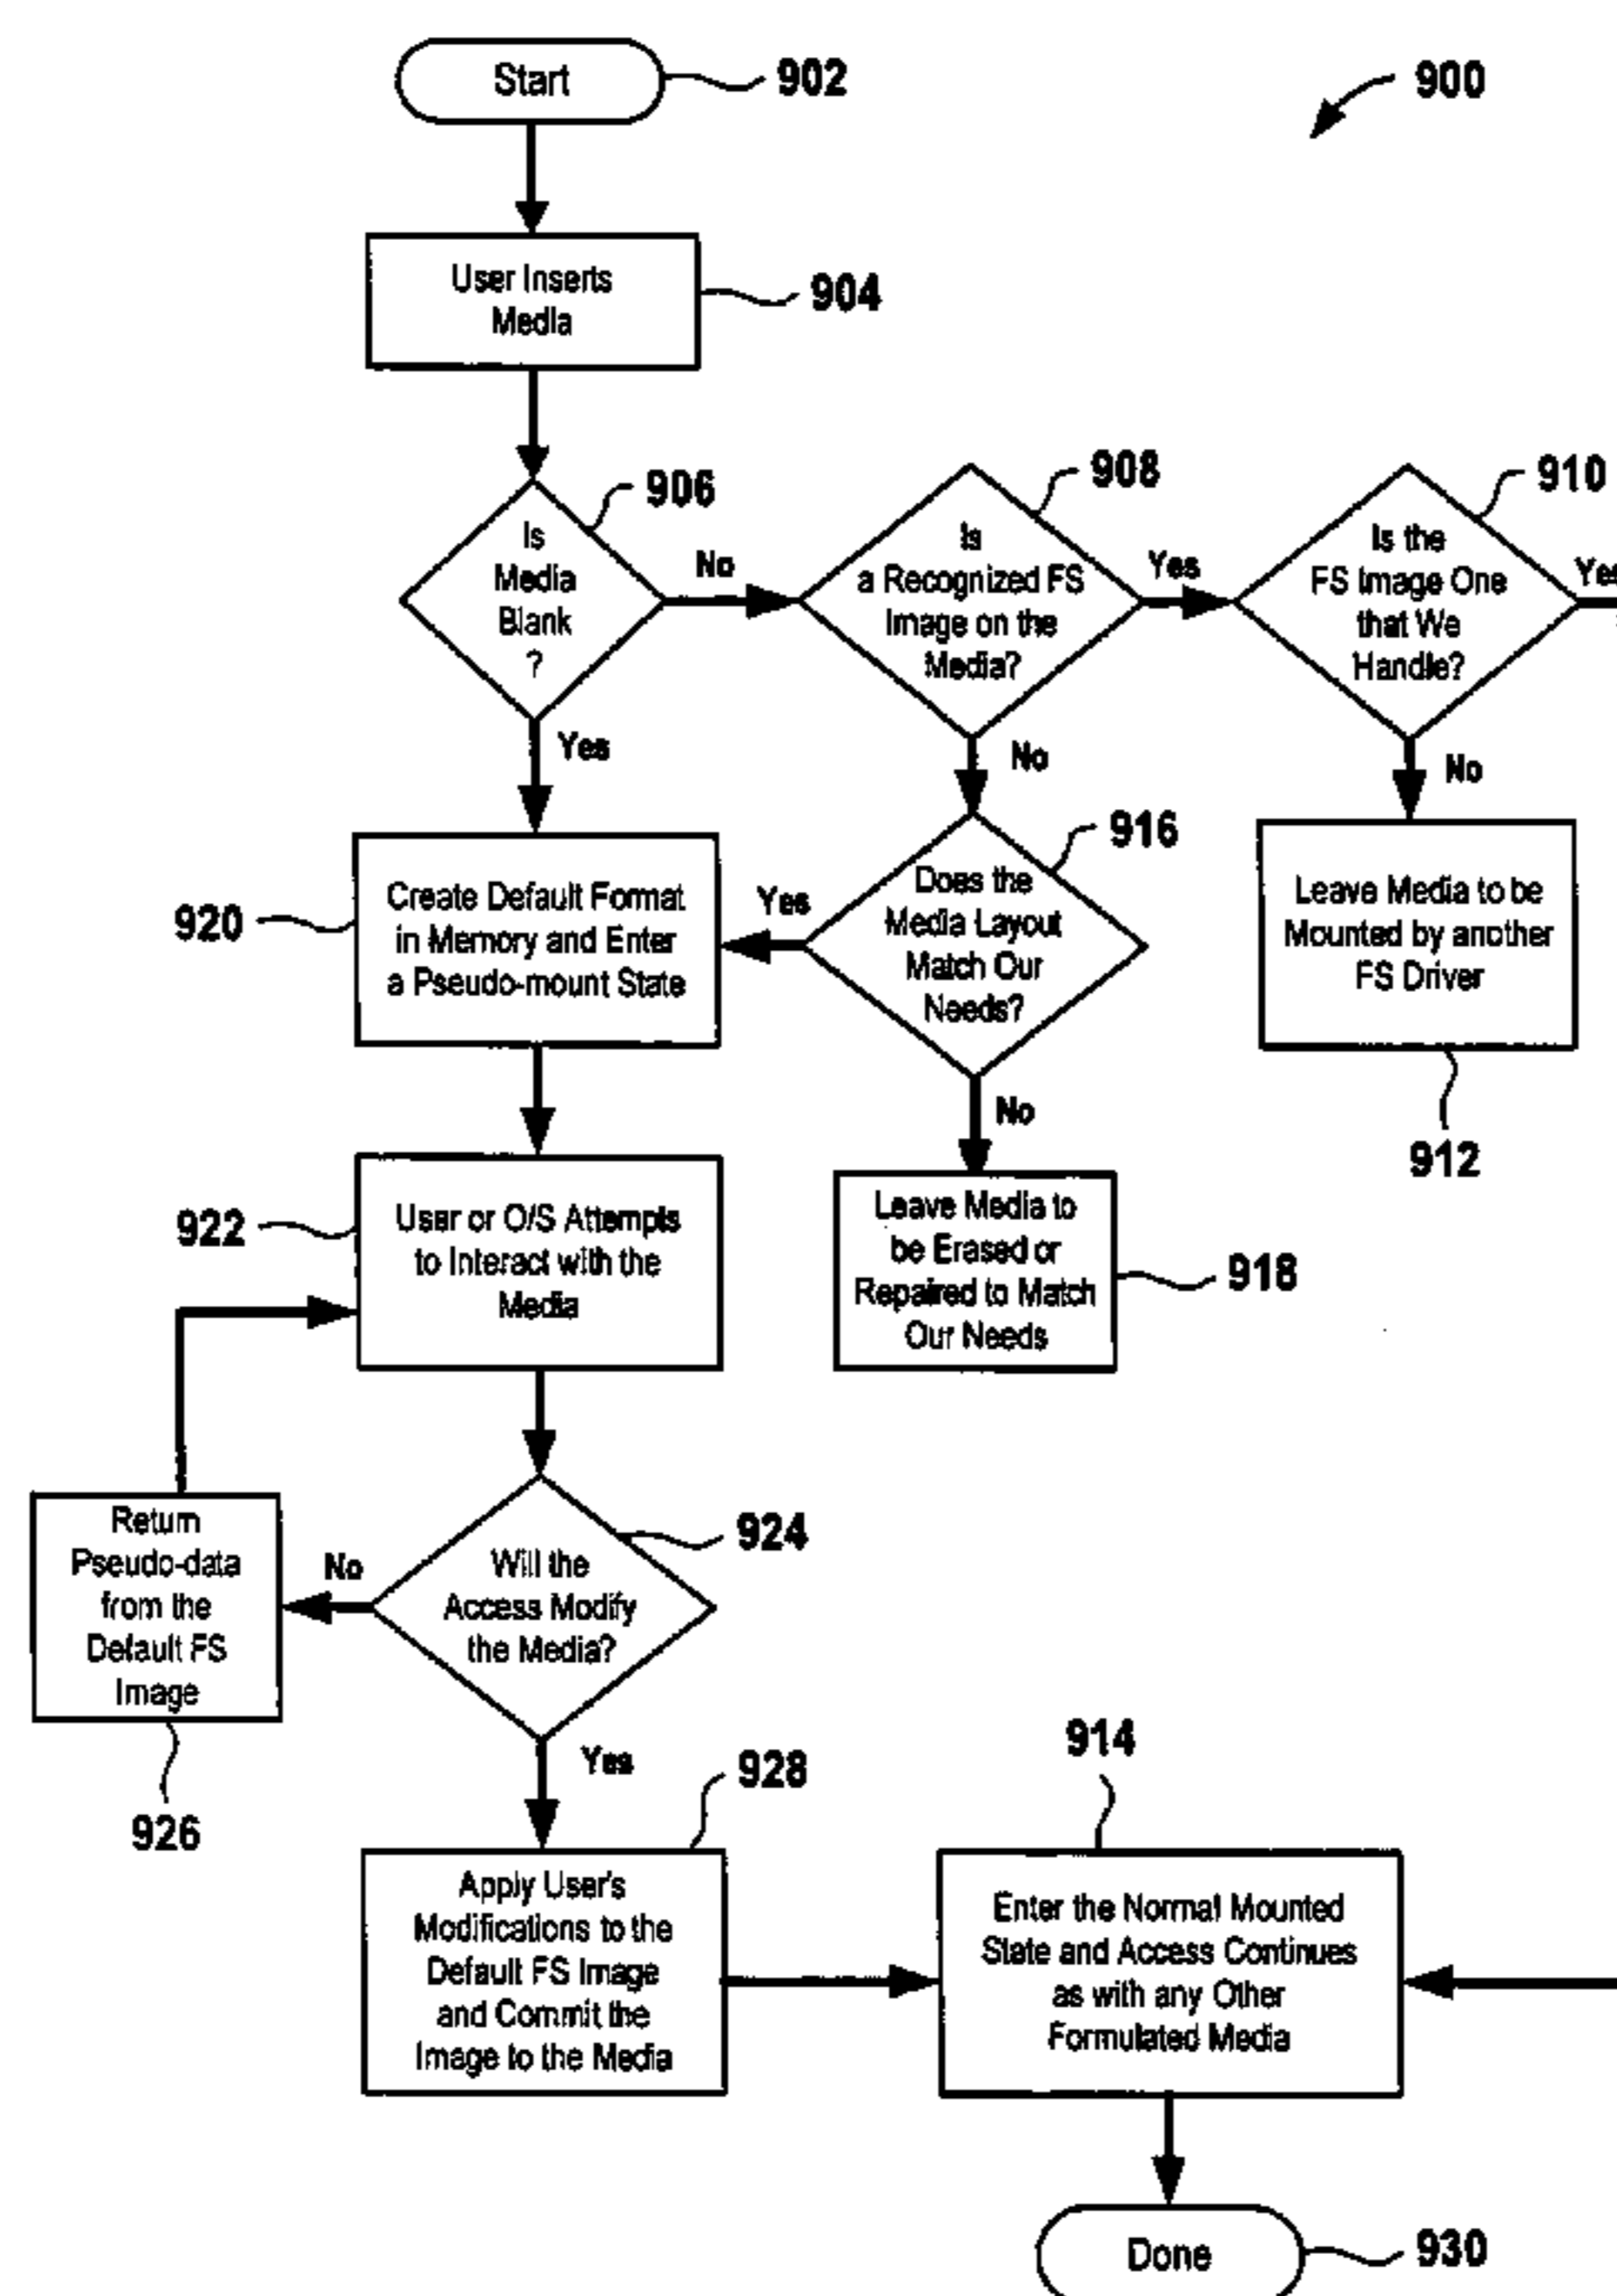 Start
902
900
User Inserts
Media
904
906
Is
Media
Blank
?
No
908
Is
a Recognized FS
Image on the
Media?
Yes
910
Is the
FS Image One
that We
Handle?
Yes
Yes
No
No
916
Does the
Media Layout
Match Our
Needs?
Yes
920
Create Default Format
in Memory and Enter
a Pseudo-mount State
Leave Media to be
Mounted by another
FS Driver
912
No
922
User or O/S Attempts
to Interact with the
Media
Leave Media to
be Erased or
Repaired to Match
Our Needs
918
Return
Pseudo-data
from the
Default FS
Image
926
No
924
Will the
Access Modify
the Media?
Yes
928
Apply User's
Modifications to the
Default FS Image
and Commit the
Image to the Media
914
Enter the Normal Mounted
State and Access Continues
as with any Other
Formulated Media
Done
930